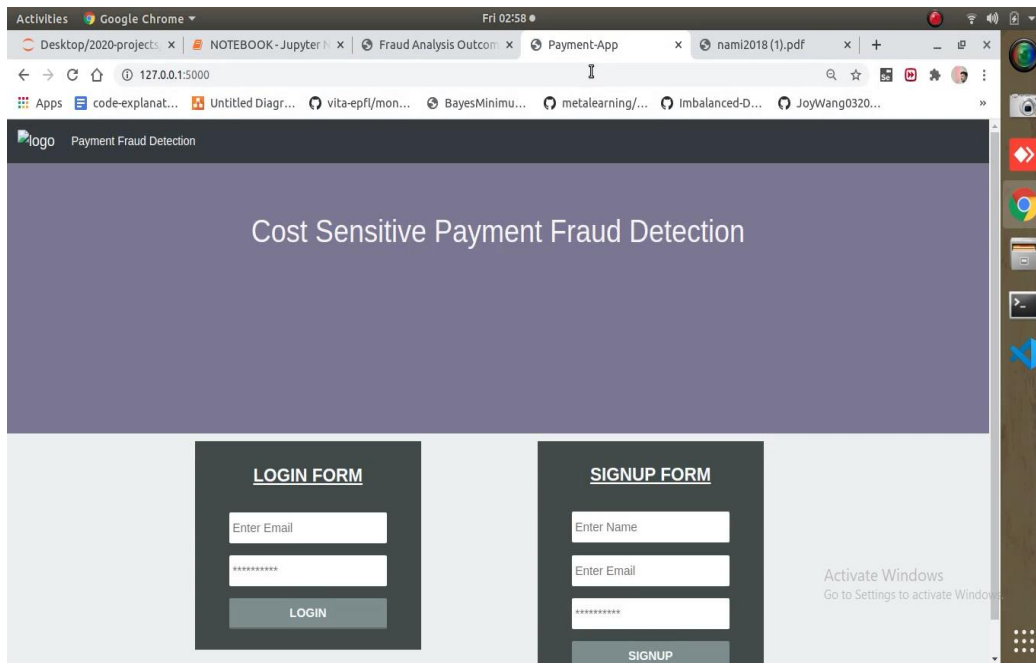 Activities Google Chrome Fri 02:58
Desktop/2020-projects NOTEBOOK - Jupyter N Fraud Analysis Outcom Payment-App nami2018 (1).pdf
127.0.0.1:5000
Apps code-explanat... Untitled Diagr... vita-epfl/mon... BayesMinimu... metalearning/... Imbalanced-D... JoyWang0320... »
logo Payment Fraud Detection
Cost Sensitive Payment Fraud Detection
LOGIN FORM
Enter Email
**********
LOGIN
SIGNUP FORM
Enter Name
Enter Email
**********
SIGNUP
Activate Windows
Go to Settings to activate Windows